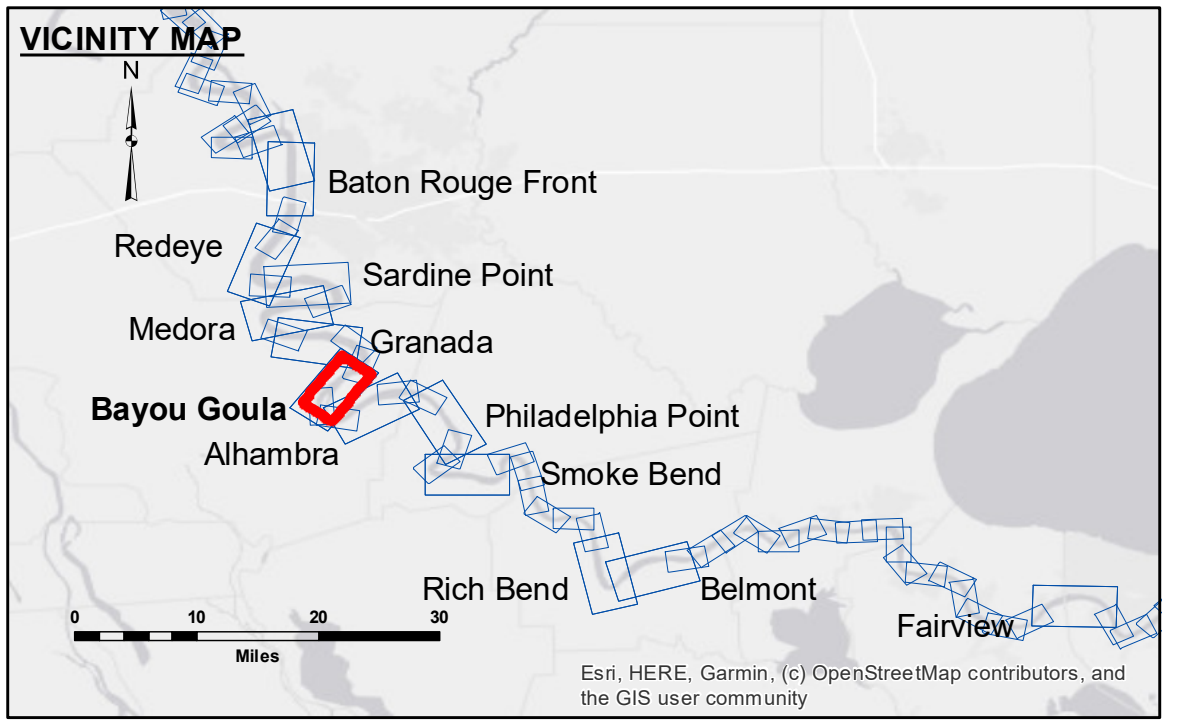 VICINITY MAP
N
Baton Rouge Front
Redeye
Sardine Point
Medora
Granada
Bayou Goula
Philadelphia Point
Alhambra
Smoke Bend
Rich Bend
Belmont
Fairview
0 10 20 30
Miles
Esri, HERE, Garmin, (c) OpenStreetMap contributors, and
the GIS user community